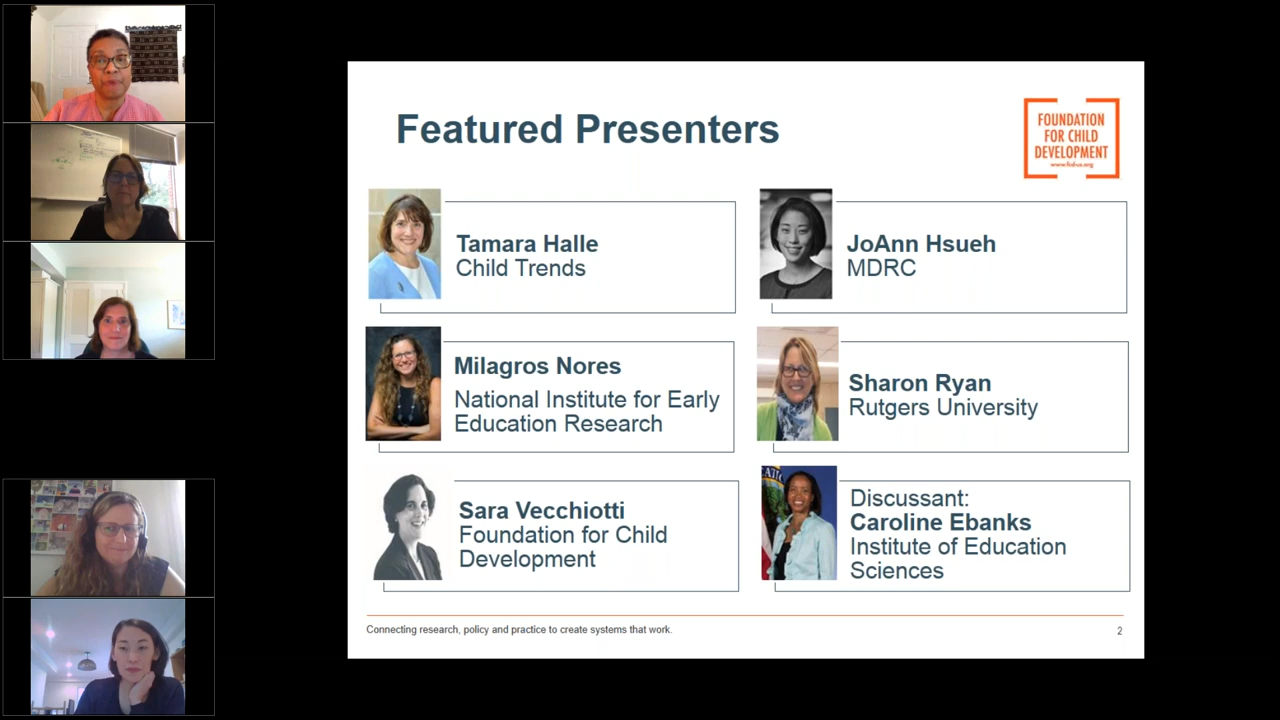 Featured Presenters
FOUNDATION
FOR CHILD
DEVELOPMENT
Tamara Halle
Child Trends
JoAnn Hsueh
MDRC
Milagros Nores
National Institute for Early
Education Research
Sharon Ryan
Rutgers University
Sara Vecchiotti
Foundation for Child
Development
Discussant:
Caroline Ebanks
Institute of Education
Sciences
Connecting research, policy and practice to create systems that work.
2